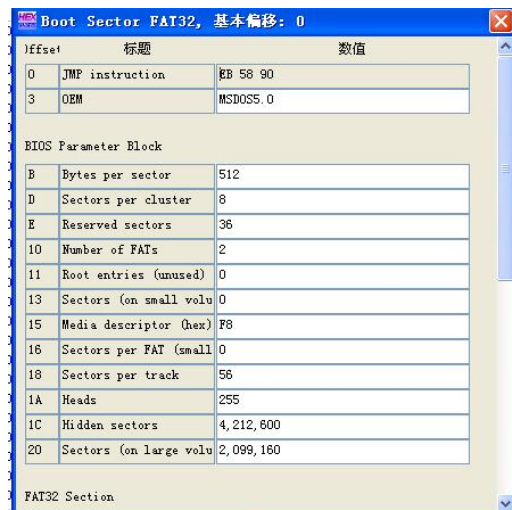 Boot Sector FAT32, 基本偏移: 0
Offset 标题 数值
0 JMP instruction EB 58 90
3 OEM MSDOS5.0
BIOS Parameter Block
B Bytes per sector 512
D Sectors per cluster 8
E Reserved sectors 36
10 Number of FATs 2
11 Root entries (unused) 0
13 Sectors (on small volu 0
15 Media descriptor (hex) F8
16 Sectors per FAT (small 0
18 Sectors per track 56
1A Heads 255
1C Hidden sectors 4,212,600
20 Sectors (on large volu 2,099,160
FAT32 Section